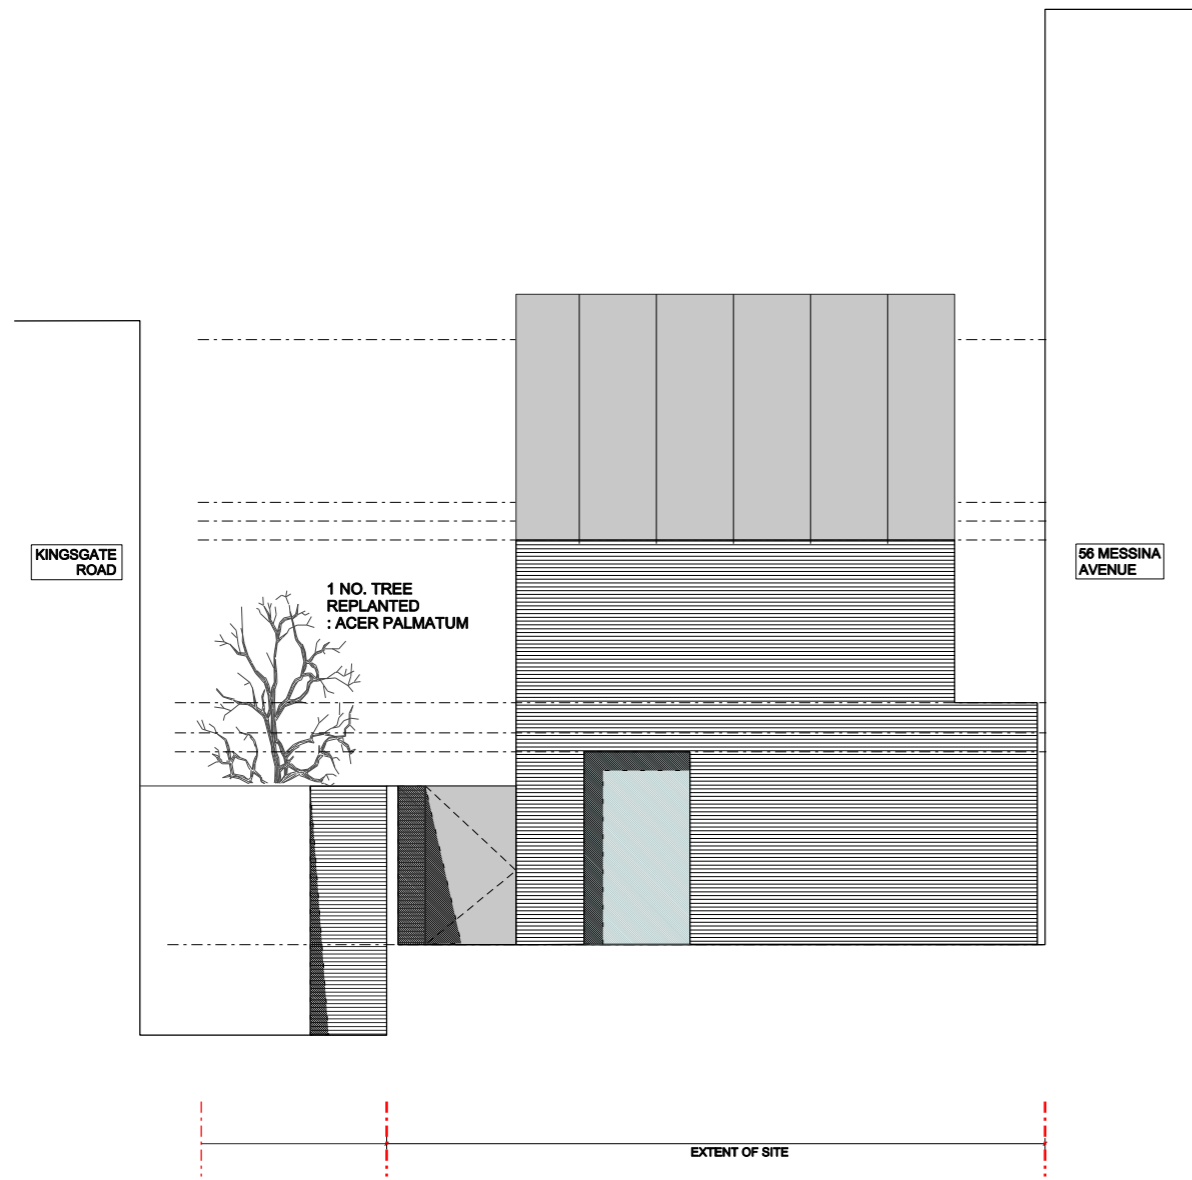 KINGSGATE
ROAD
1 NO. TREE
REPLANTED
: ACER PALMATUM
56 MESSINA
AVENUE
EXTENT OF SITE